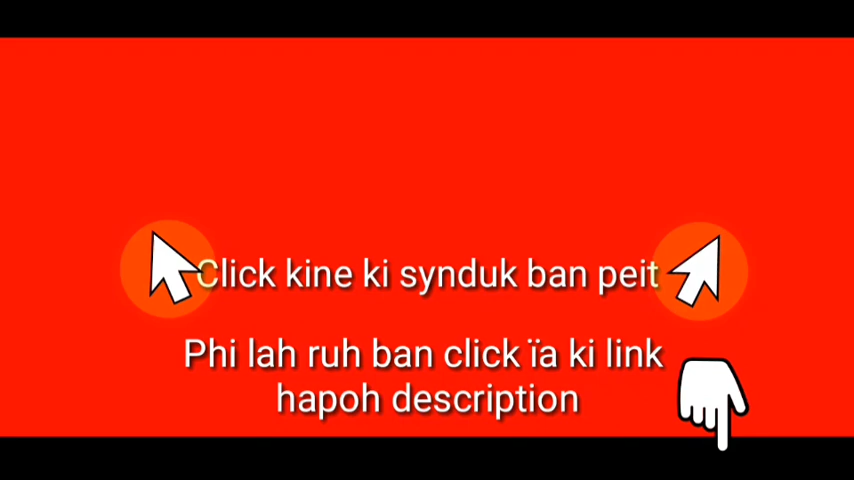 Click kine ki synduk ban peit
Phi lah ruh ban click ïa ki link
hapoh description